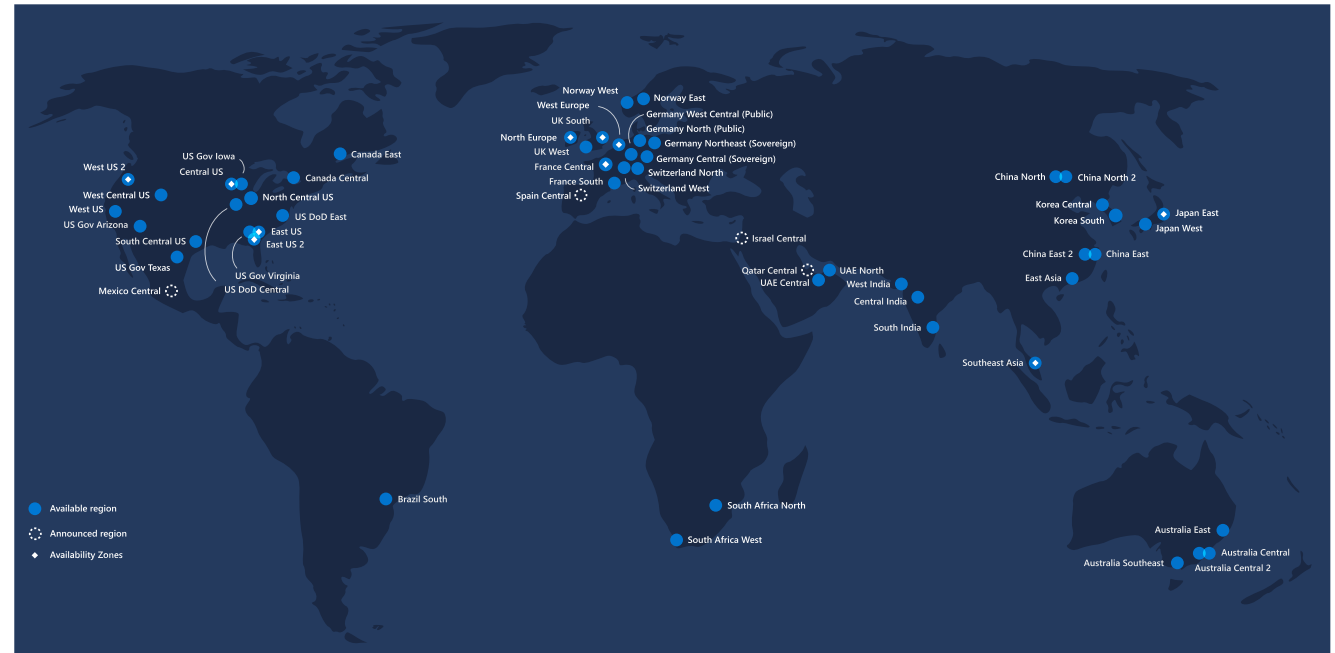 West US 2
US Gov Iowa
Central US
West Central US
West US
US Gov Arizona
South Central US
US Gov Texas
Mexico Central
Canada East
Canada Central
North Central US
US DoD East
East US
East US 2
US Gov Virginia
US DoD Central
Brazil South
Norway West
Norway East
West Europe
UK South
North Europe
UK West
France Central
France South
Spain Central
Germany West Central (Public)
Germany North (Public)
Germany Northeast (Sovereign)
Germany Central (Sovereign)
Switzerland North
Switzerland West
Israel Central
Qatar Central
UAE North
UAE Central
West India
Central India
South India
South Africa North
South Africa West
China North
China North 2
Korea Central
Korea South
Japan East
Japan West
China East 2
China East
East Asia
Southeast Asia
Australia East
Australia Central
Australia Southeast
Australia Central 2
Available region
Announced region
Availability Zones